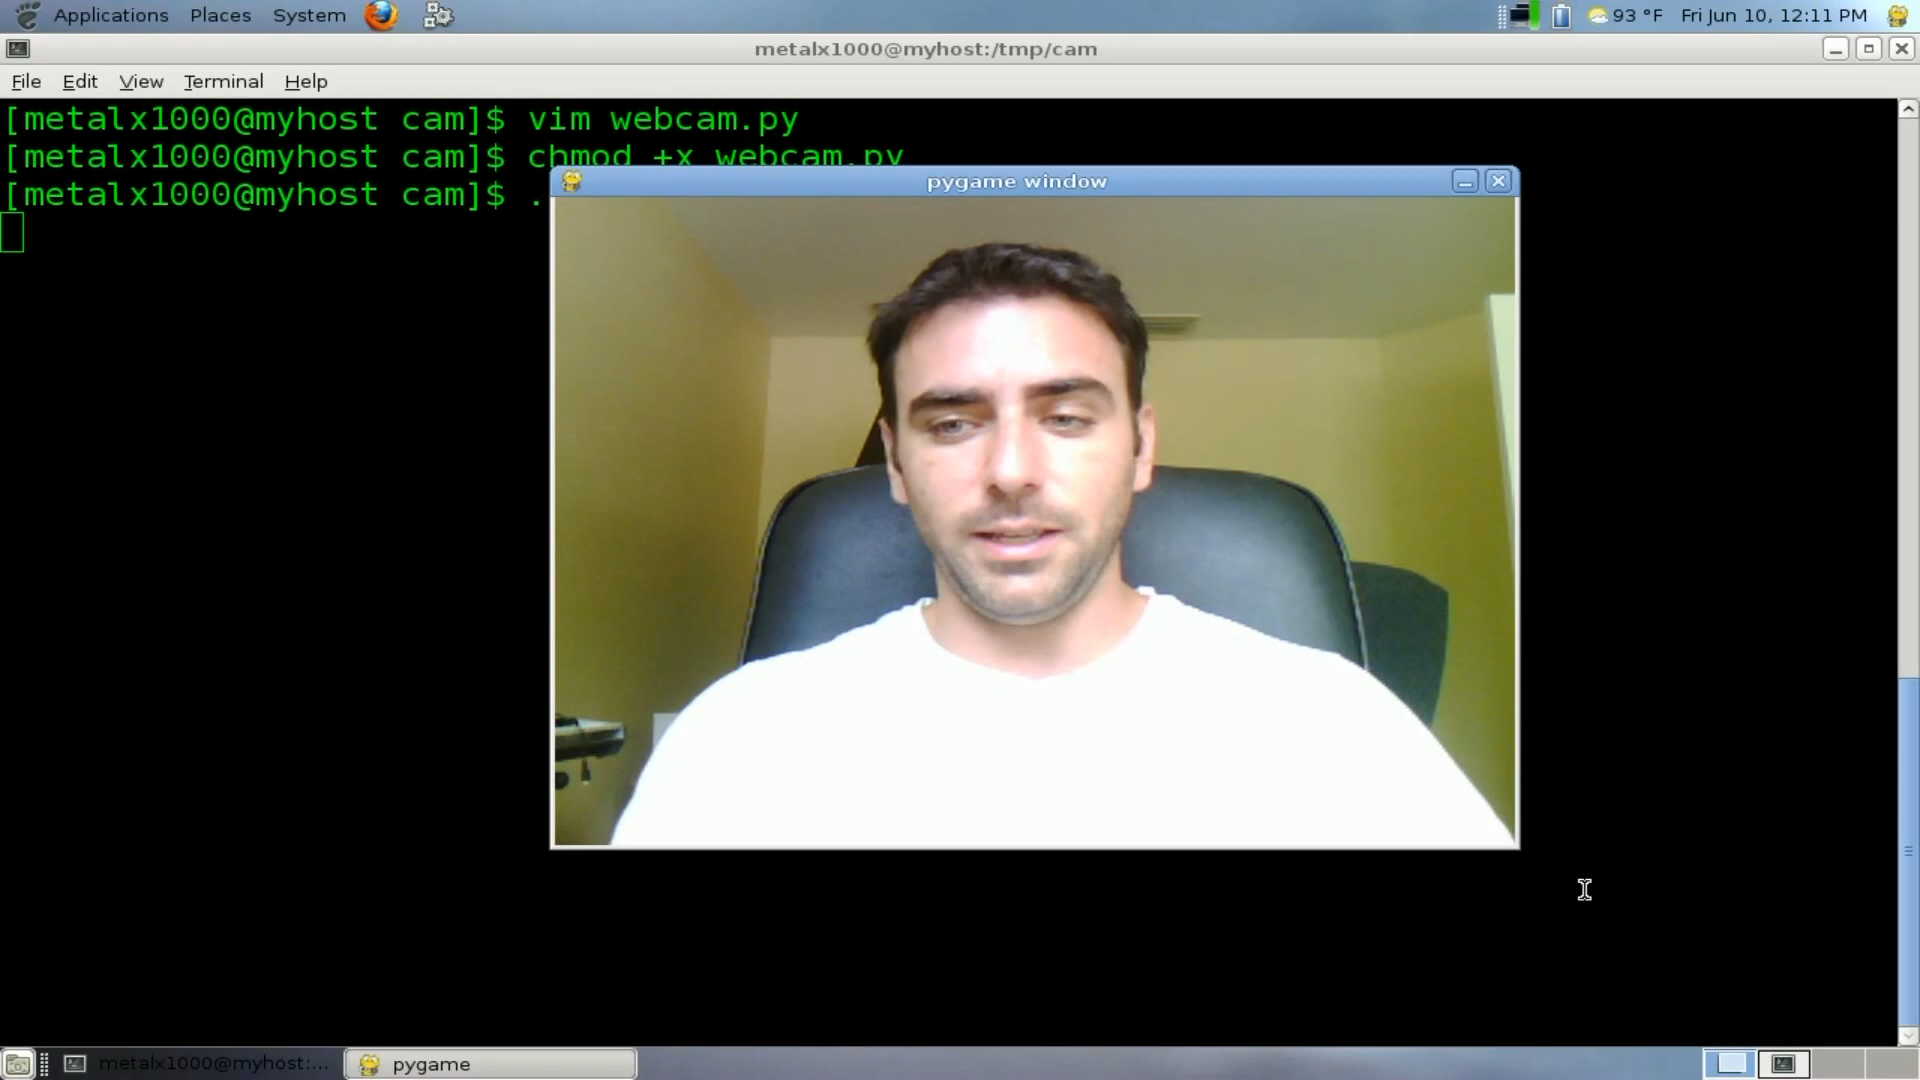 Applications Places System 93 °F Fri Jun 10, 12:11 PM
metalx1000@myhost:/tmp/cam
File Edit View Terminal Help
[metalx1000@myhost cam]$ vim webcam.py
[metalx1000@myhost cam]$ chmod +x webcam.py
[metalx1000@myhost cam]$ .
pygame window
metalx1000@myhost:... pygame